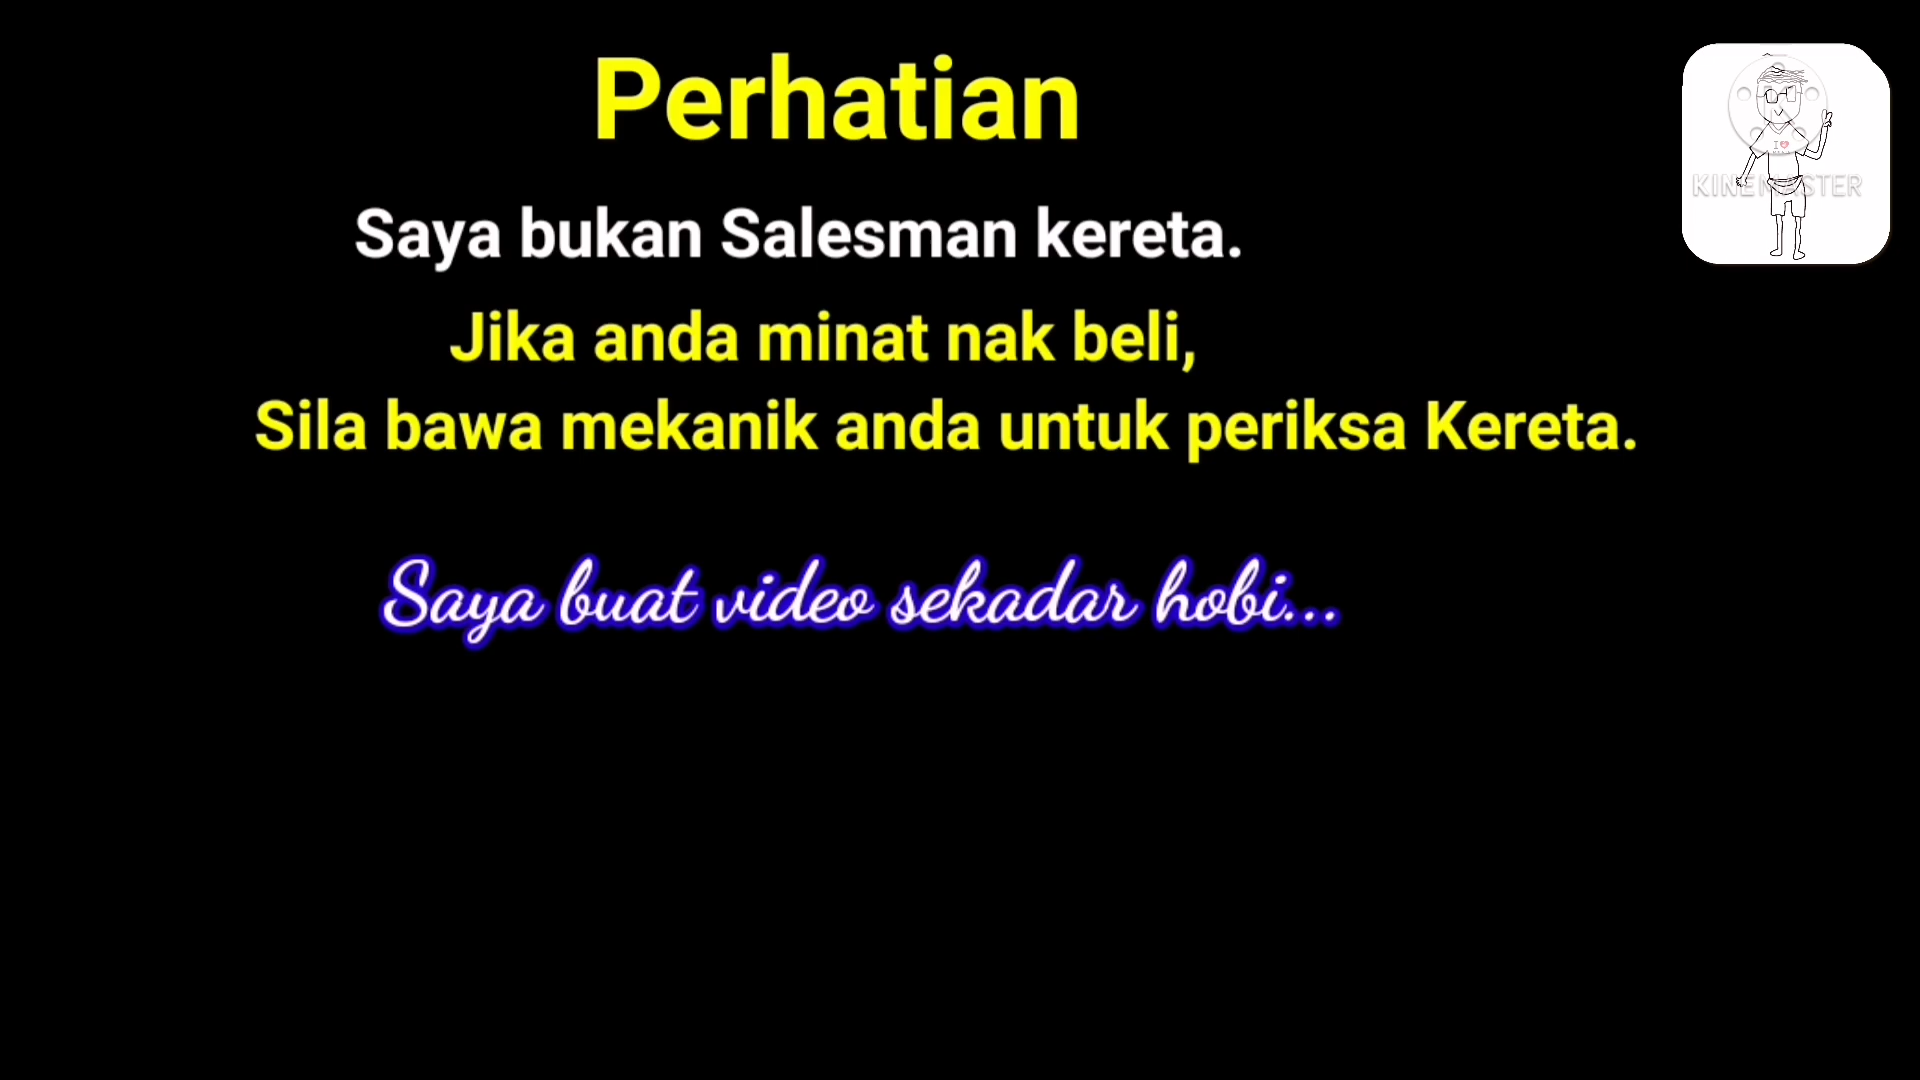 Perhatian
Saya bukan Salesman kereta.
Jika anda minat nak beli,
Sila bawa mekanik anda untuk periksa Kereta.
Saya buat video sekadar hobi...
I
KINEMASTER